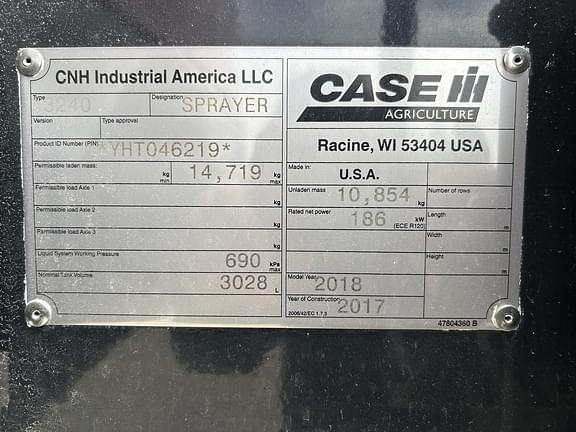 CNH Industrial America LLC
Type 3240 Designation SPRAYER
Version Type approval
Product ID Number (PIN) *YHT046219*
Permissible laden mass: kg min 14,719 kg max
Permissible load Axle 1 kg
Permissible load Axle 2 kg
Permissible load Axle 3 kg
Liquid System Working Pressure 690 kPa max
Nominal Tank Volume 3028 L
CASE IH
AGRICULTURE
Racine, WI 53404 USA
Made in: U.S.A.
Unladen mass 10,854 kg Number of rows
Rated net power 186 kW (ECE R120) Length m
Width m
Height m
Model Year 2018
Year of Construction 2017
2006/42/EC 1.7.3
47804360 B